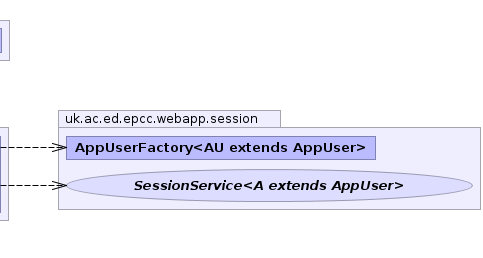 uk.ac.ed.epcc.webapp.session
AppUserFactory<AU extends AppUser>
SessionService<A extends AppUser>